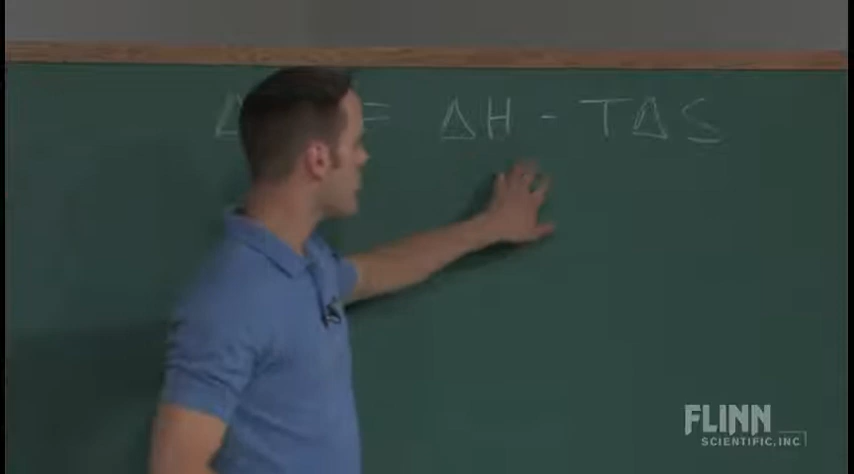 Δ = ΔH - TΔS
FLINN
SCIENTIFIC, INC